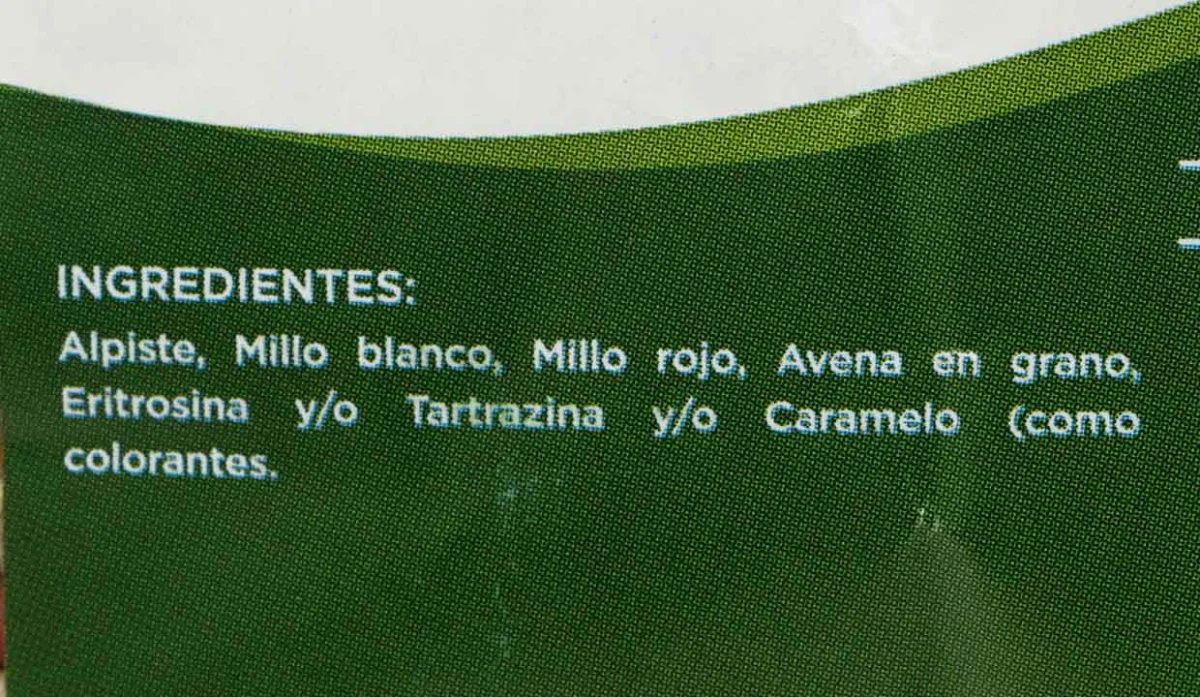 INGREDIENTES:
Alpiste, Millo blanco, Millo rojo, Avena en grano,
Eritrosina y/o Tartrazina y/o Caramelo (como
colorantes.